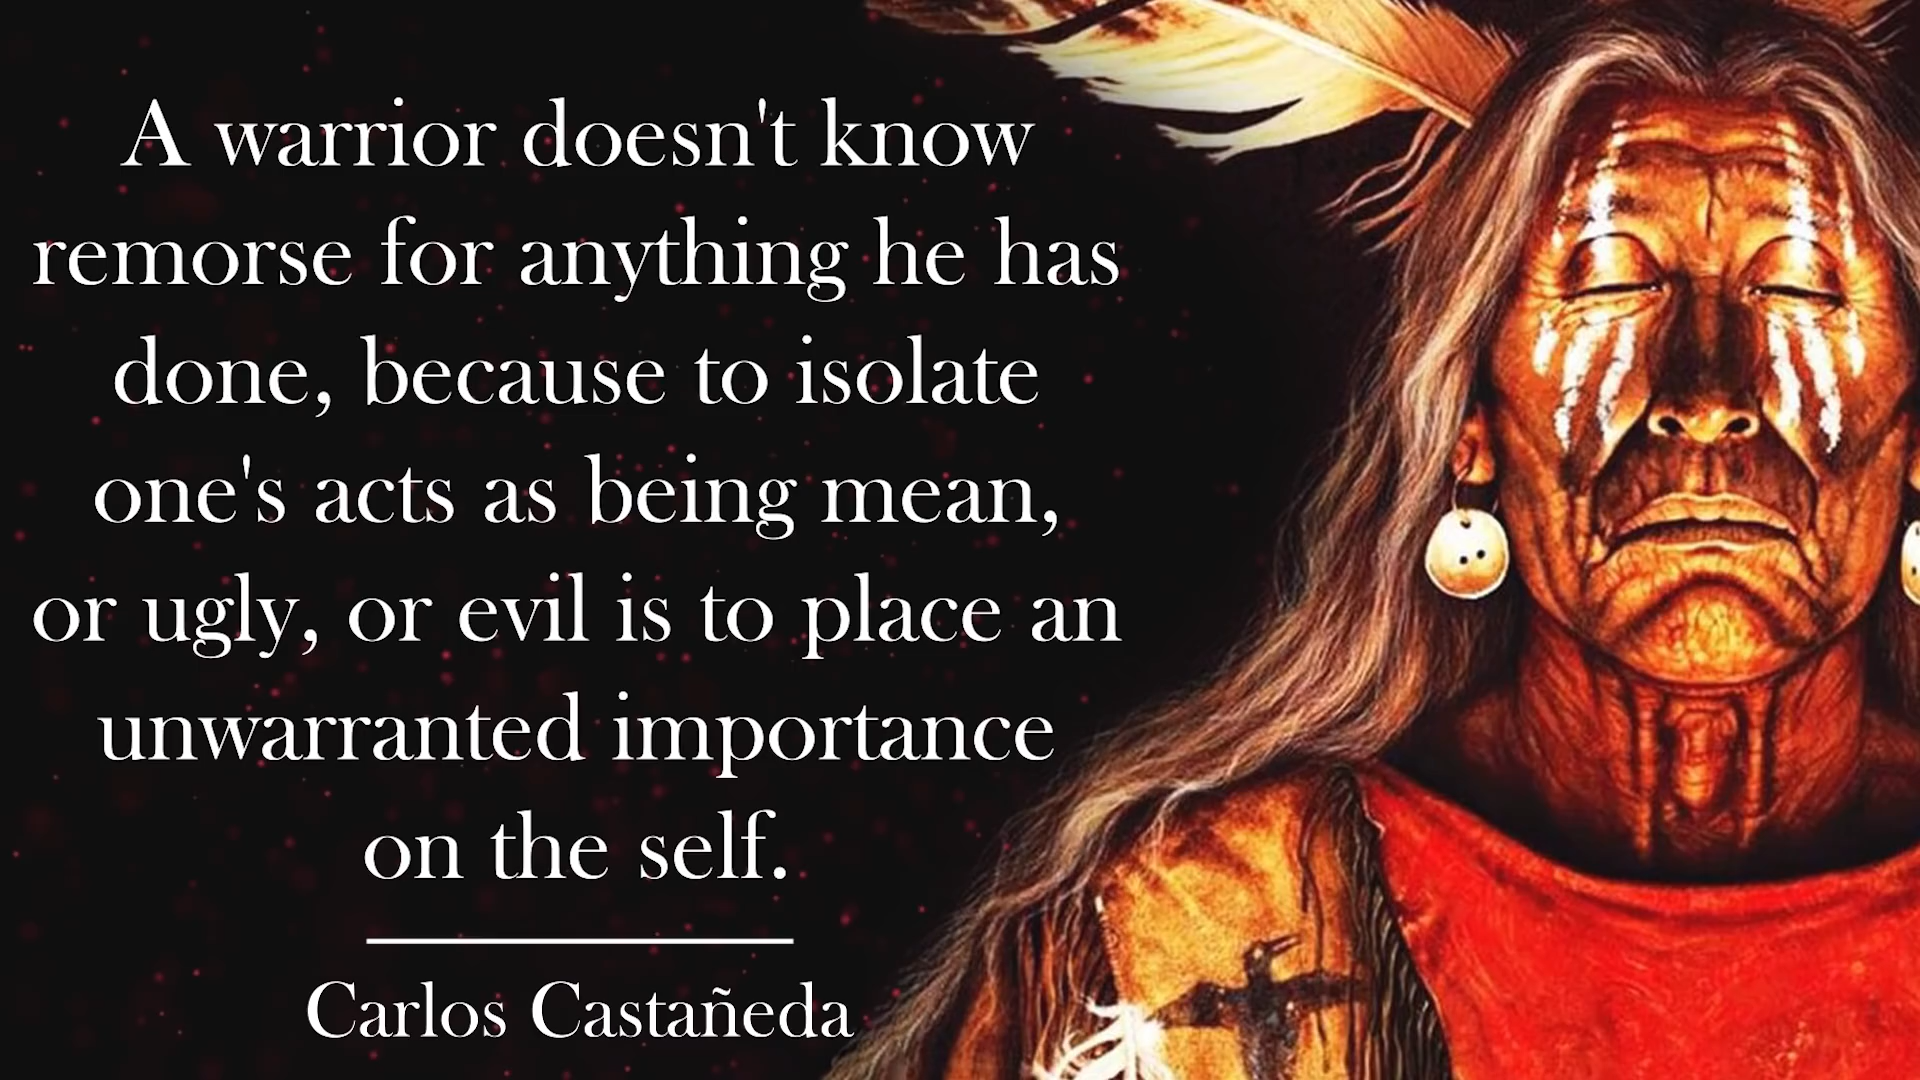 A warrior doesn't know
remorse for anything he has
done, because to isolate
one's acts as being mean,
or ugly, or evil is to place an
unwarranted importance
on the self.
Carlos Castañeda